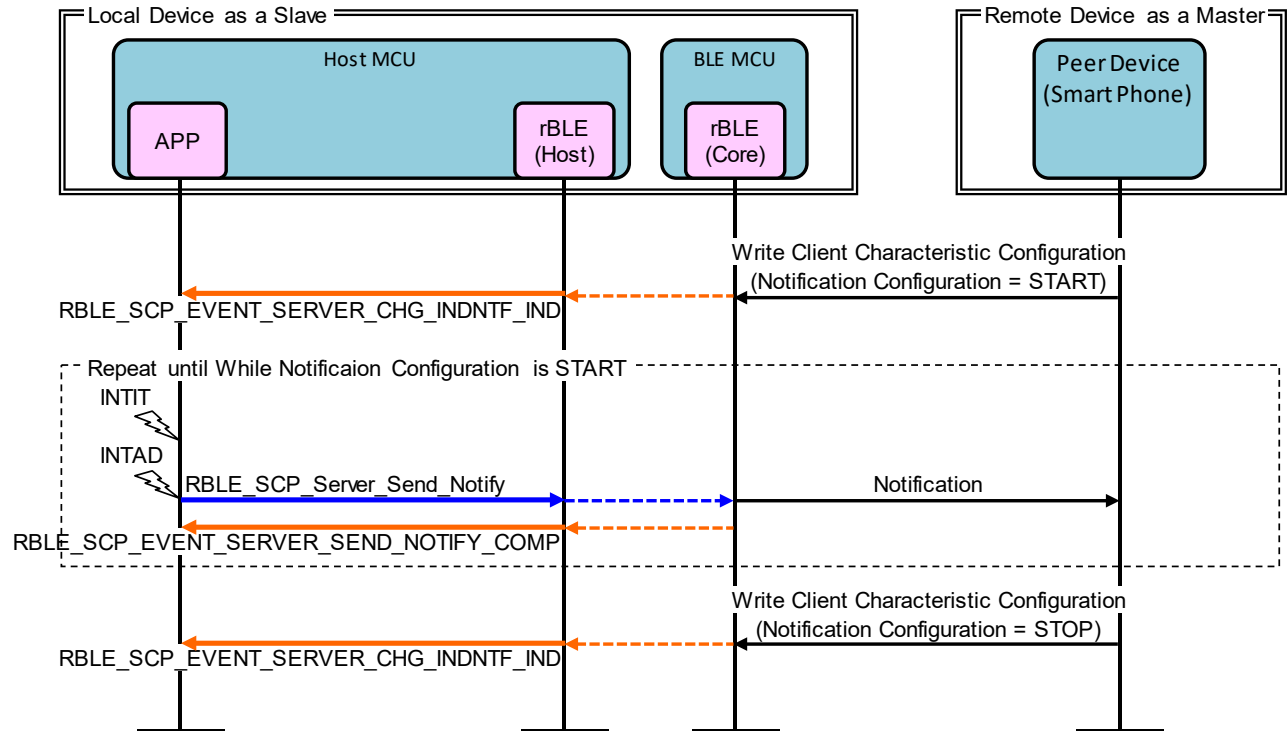 Local Device as a Slave
Remote Device as a Master
Host MCU
BLE MCU
Peer Device
(Smart Phone)
APP
rBLE
(Host)
rBLE
(Core)
Write Client Characteristic Configuration
(Notification Configuration = START)
RBLE_SCP_EVENT_SERVER_CHG_INDNTF_IND
Repeat until While Notificaion Configuration is START
INTIT
INTAD
RBLE_SCP_Server_Send_Notify
Notification
RBLE_SCP_EVENT_SERVER_SEND_NOTIFY_COMP
Write Client Characteristic Configuration
(Notification Configuration = STOP)
RBLE_SCP_EVENT_SERVER_CHG_INDNTF_IND